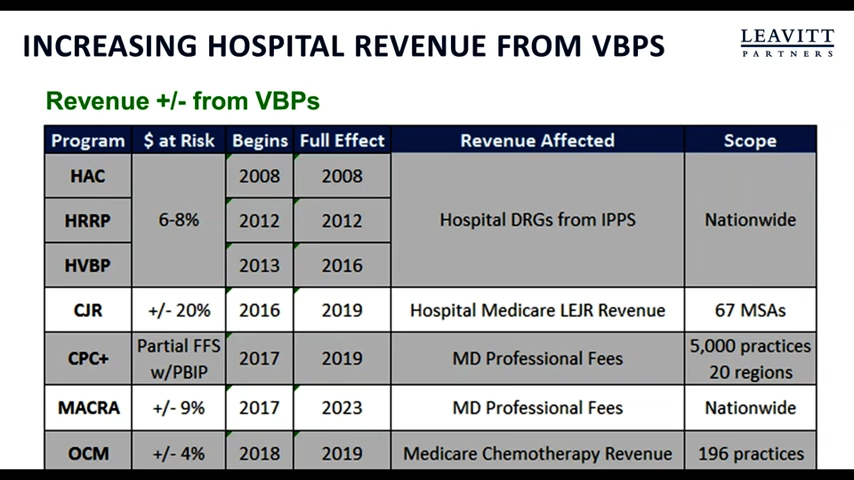 INCREASING HOSPITAL REVENUE FROM VBPS
LEAVITT
PARTNERS
Revenue +/- from VBPs
Program $ at Risk Begins Full Effect Revenue Affected Scope
HAC 2008 2008
HRRP 6-8% 2012 2012 Hospital DRGs from IPPS Nationwide
HVBP 2013 2016
CJR +/- 20% 2016 2019 Hospital Medicare LEJR Revenue 67 MSAs
CPC+ Partial FFS w/PBIP 2017 2019 MD Professional Fees 5,000 practices 20 regions
MACRA +/- 9% 2017 2023 MD Professional Fees Nationwide
OCM +/- 4% 2018 2019 Medicare Chemotherapy Revenue 196 practices